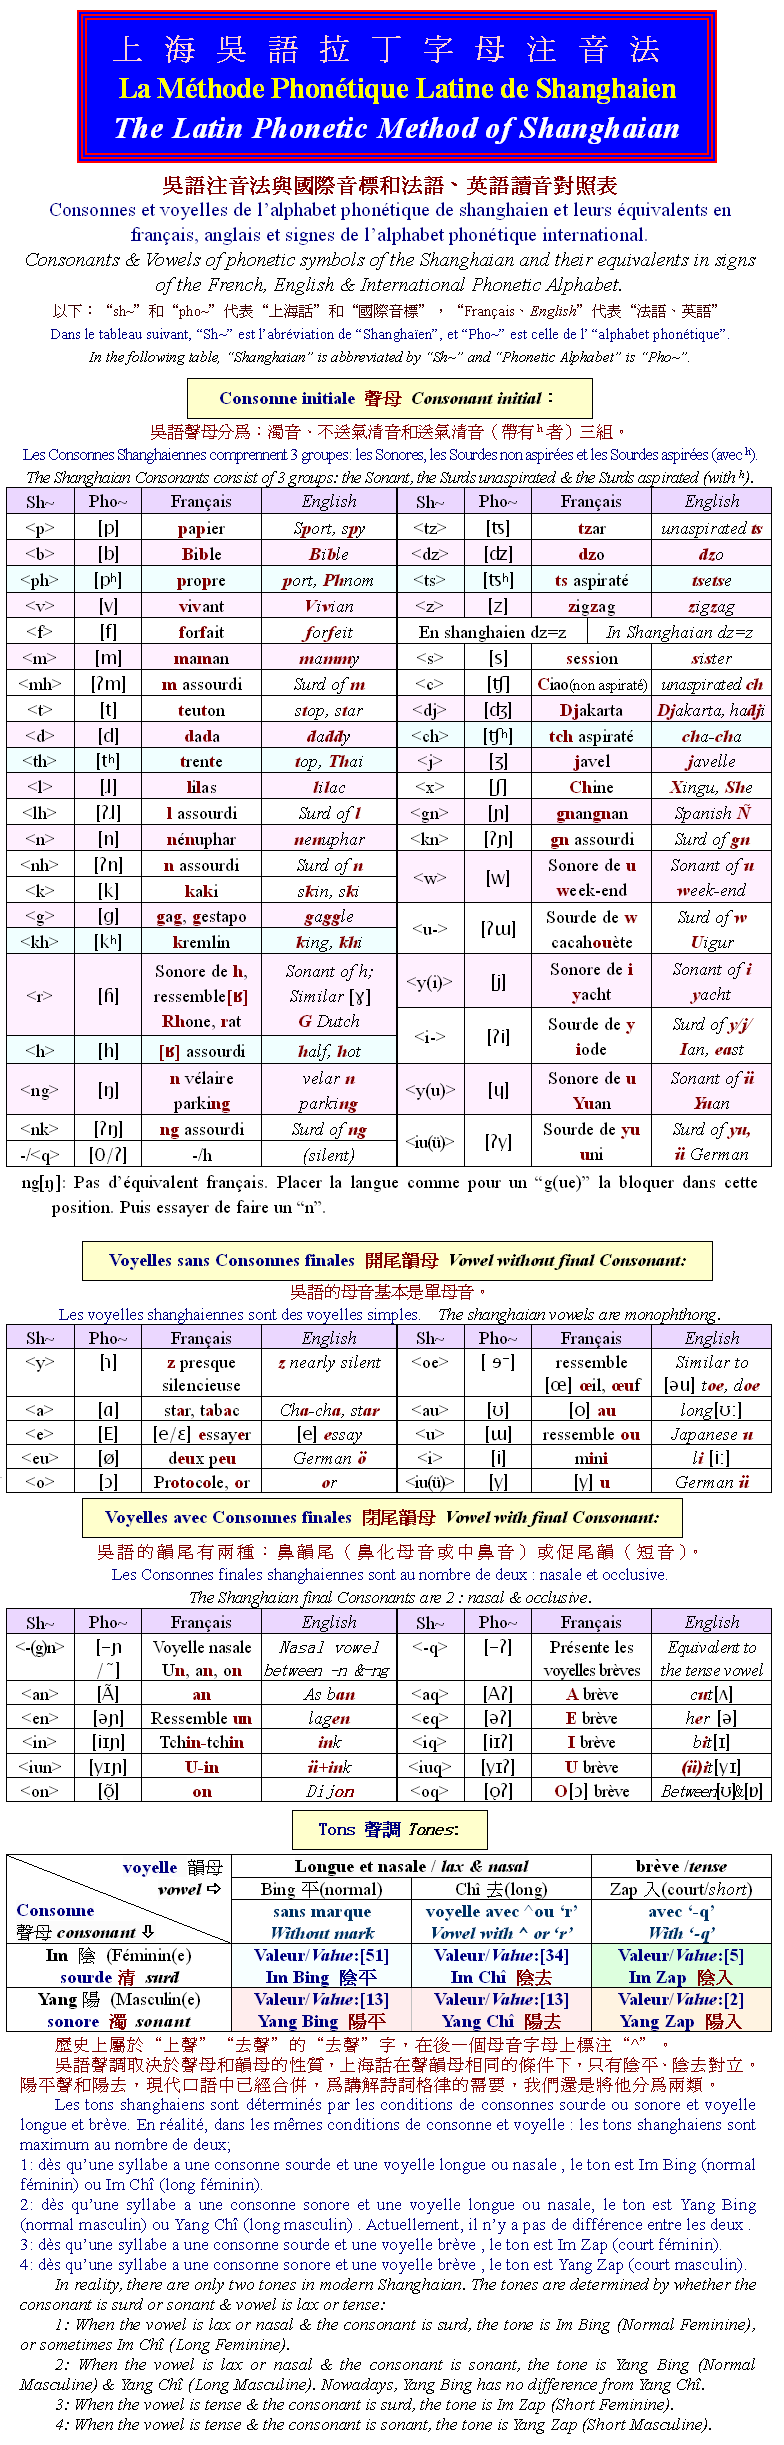 上海吳語拉丁字母注音法
La Méthode Phonétique Latine de Shanghaien
The Latin Phonetic Method of Shanghaian
吳語注音法與國際音標和法語、英語讀音對照表
Consonnes et voyelles de l’alphabet phonétique de shanghaien et leurs équivalents en
français, anglais et signes de l’alphabet phonétique international.
Consonants & Vowels of phonetic symbols of the Shanghaian and their equivalents in signs
of the French, English & International Phonetic Alphabet.
以下：“sh~”和“pho~”代表“上海話”和“國際音標”，“Français、English”代表“法語、英語”
Dans le tableau suivant, “Sh~” est l’abréviation de “Shanghaïen”, et “Pho~” est celle de l’ “alphabet phonétique”.
In the following table, “Shanghaian” is abbreviated by “Sh~” and “Phonetic Alphabet” is “Pho~”.
Consonne initiale 聲母 Consonant initial：
吳語聲母分爲：濁音、不送氣清音和送氣清音（帶有ʰ者）三組。
Les Consonnes Shanghaiennes comprennent 3 groupes: les Sonores, les Sourdes non aspirées et les Sourdes aspirées (avec ʰ).
The Shanghaian Consonants consist of 3 groups: the Sonant, the Surds unaspirated & the Surds aspirated (with ʰ).
Sh~ Pho~ Français English Sh~ Pho~ Français English
<p> [p] papier Sport, spy <tz> [ʦ] tzar unaspirated ts
<b> [b] Bible Bible <dz> [ʣ] dzo dzo
<ph> [pʰ] propre port, Phnom <ts> [ʦʰ] ts aspiraté tsetse
<v> [v] vivant Vivian <z> [z] zigzag zigzag
<f> [f] forfait forfeit En shanghaien dz=z In Shanghaian dz=z
<m> [m] maman mammy <s> [s] session sister
<mh> [ʔm] m assourdi Surd of m <c> [ʧ] Ciao(non aspiraté) unaspirated ch
<t> [t] teuton stop, star <dj> [ʤ] Djakarta Djakarta, hadji
<d> [d] dada daddy <ch> [ʧʰ] tch aspiraté cha-cha
<th> [tʰ] trente top, Thai <j> [ʒ] javel javelle
<l> [ɺ] lilas lilac <x> [ʃ] Chine Xingu, She
<lh> [ʔɺ] l assourdi Surd of l <gn> [ɲ] gnangnan Spanish Ñ
<n> [n] nénuphar nenuphar <kn> [ʔɲ] gn assourdi Surd of gn
<nh> [ʔn] n assourdi Surd of n <w> [w] Sonore de u week-end Sonant of u week-end
<k> [k] kaki skin, ski
<g> [g] gag, gestapo gaggle <u-> [ʔɯ] Sourde de w cacahouète Surd of w Uigur
<kh> [kʰ] kremlin king, khi
<r> [ɦ] Sonore de h, ressemble[ʁ] Rhone, rat Sonant of h; Similar [ɣ] G Dutch <y(i)> [j] Sonore de i yacht Sonant of i yacht
<h> [h] [ʁ] assourdi half, hot <i-> [ʔi] Sourde de y iode Surd of y/j/ Ian, east
<ng> [ŋ] n vélaire parking velar n parking <y(u)> [ɥ] Sonore de u Yuan Sonant of ü Yuan
<nk> [ʔŋ] ng assourdi Surd of ng <iu(ü)> [ʔy] Sourde de yu uni Surd of yu, ü German
-/<q> [0/ʔ] -/h (silent)
ng[ŋ]: Pas d’équivalent français. Placer la langue comme pour un “g(ue)” la bloquer dans cette
position. Puis essayer de faire un “n”.
Voyelles sans Consonnes finales 開尾韻母 Vowel without final Consonant:
吳語的母音基本是單母音。
Les voyelles shanghaiennes sont des voyelles simples. The shanghaian vowels are monophthong.
Sh~ Pho~ Français English Sh~ Pho~ Français English
<y> [ɿ] z presque silencieuse z nearly silent <oe> [ɘ⁻] ressemble [œ] œil, œuf Similar to [əu] toe, doe
<a> [ɑ] star, tabac Cha-cha, star <au> [ʊ] [o] au long[ʊː]
<e> [E] [e/ɛ] essayer [e] essay <u> [ɯ] ressemble ou Japanese u
<eu> [ø] deux peu German ö <i> [i] mini li [iː]
<o> [ɔ] Protocole, or or <iu(ü)> [y] [y] u German ü
Voyelles avec Consonnes finales 閉尾韻母 Vowel with final Consonant:
吳語的韻尾有兩種：鼻韻尾（鼻化母音或中鼻音）或促尾韻（短音）。
Les Consonnes finales shanghaiennes sont au nombre de deux : nasale et occlusive.
The Shanghaian final Consonants are 2 : nasal & occlusive.
Sh~ Pho~ Français English Sh~ Pho~ Français English
<-(g)n> [–ɲ /˜] Voyelle nasale Un, an, on Nasal vowel between -n &-ng <-q> [–ʔ] Présente les voyelles brèves Equivalent to the tense vowel
<an> [Ã] an As ban <aq> [Aʔ] A brève cut[ʌ]
<en> [əɲ] Ressemble un lagen <eq> [əʔ] E brève her [ə]
<in> [iɪɲ] Tchin-tchin ink <iq> [iɪʔ] I brève bit[ɪ]
<iun> [yɪɲ] U-in ü+ink <iuq> [yɪʔ] U brève (ü)it[yɪ]
<on> [õ̞] on Dijon <oq> [o̞ʔ] O[ɔ] brève Between[ʊ]&[ɒ]
Tons 聲調 Tones:
voyelle 韻母 vowel ⇨ Longue et nasale / lax & nasal brève /tense
Consonne 聲母 consonant ⇩ Bing 平(normal) Chî 去(long) Zap 入(court/short)
sans marque voyelle avec ^ou ‘r’ avec ‘-q’
Without mark Vowel with ^ or ‘r’ With ‘-q’
Im 陰 (Féminin(e) Valeur/Value:[51] Valeur/Value:[34] Valeur/Value:[5]
sourde 清 surd Im Bing 陰平 Im Chî 陰去 Im Zap 陰入
Yang 陽 (Masculin(e) Valeur/Value:[13] Valeur/Value:[13] Valeur/Value:[2]
sonore 濁 sonant Yang Bing 陽平 Yang Chî 陽去 Yang Zap 陽入
歷史上屬於“上聲”“去聲”的“去聲”字，在後一個母音字母上標注“^”。
吳語聲調取決於聲母和韻母的性質，上海話在聲韻母相同的條件下，只有陰平、陰去對立。
陽平聲和陽去，現代口語中已經合併，爲講解詩詞格律的需要，我們還是將他分爲兩類。
Les tons shanghaiens sont déterminés par les conditions de consonnes sourde ou sonore et voyelle
longue et brève. En réalité, dans les mêmes conditions de consonne et voyelle : les tons shanghaiens sont
maximum au nombre de deux;
1: dès qu’une syllabe a une consonne sourde et une voyelle longue ou nasale , le ton est Im Bing (normal
féminin) ou Im Chî (long féminin).
2: dès qu’une syllabe a une consonne sonore et une voyelle longue ou nasale, le ton est Yang Bing
(normal masculin) ou Yang Chî (long masculin) . Actuellement, il n’y a pas de différence entre les deux .
3: dès qu’une syllabe a une consonne sourde et une voyelle brève , le ton est Im Zap (court féminin).
4: dès qu’une syllabe a une consonne sonore et une voyelle brève , le ton est Yang Zap (court masculin).
In reality, there are only two tones in modern Shanghaian. The tones are determined by whether the
consonant is surd or sonant & vowel is lax or tense:
1: When the vowel is lax or nasal & the consonant is surd, the tone is Im Bing (Normal Feminine),
or sometimes Im Chî (Long Feminine).
2: When the vowel is lax or nasal & the consonant is sonant, the tone is Yang Bing (Normal
Masculine) & Yang Chî (Long Masculine). Nowadays, Yang Bing has no difference from Yang Chî.
3: When the vowel is tense & the consonant is surd, the tone is Im Zap (Short Feminine).
4: When the vowel is tense & the consonant is sonant, the tone is Yang Zap (Short Masculine).